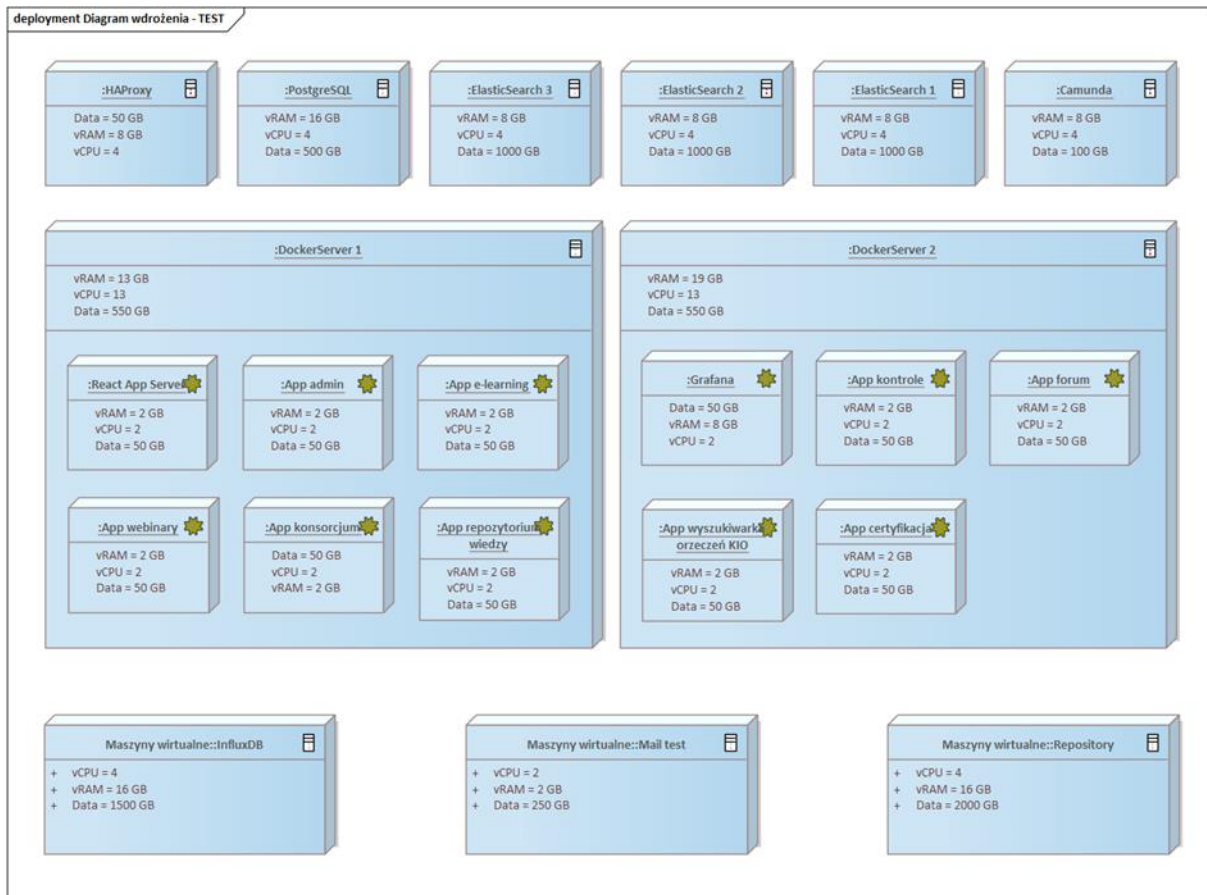 deployment Diagram wdrożenia - TEST
:HAProxy
Data = 50 GB
vRAM = 8 GB
vCPU = 4
:PostgreSQL
vRAM = 16 GB
vCPU = 4
Data = 500 GB
:ElasticSearch 3
vRAM = 8 GB
vCPU = 4
Data = 1000 GB
:ElasticSearch 2
vRAM = 8 GB
vCPU = 4
Data = 1000 GB
:ElasticSearch 1
vRAM = 8 GB
vCPU = 4
Data = 1000 GB
:Camunda
vRAM = 8 GB
vCPU = 4
Data = 100 GB
:DockerServer 1
vRAM = 13 GB
vCPU = 13
Data = 550 GB
:React App Server
vRAM = 2 GB
vCPU = 2
Data = 50 GB
:App admin
vRAM = 2 GB
vCPU = 2
Data = 50 GB
:App e-learning
vRAM = 2 GB
vCPU = 2
Data = 50 GB
:App webinary
vRAM = 2 GB
vCPU = 2
Data = 50 GB
:App konsorcjum
Data = 50 GB
vCPU = 2
vRAM = 2 GB
:App repozytorium
wiedzy
vRAM = 2 GB
vCPU = 2
Data = 50 GB
:DockerServer 2
vRAM = 19 GB
vCPU = 13
Data = 550 GB
:Grafana
Data = 50 GB
vRAM = 8 GB
vCPU = 2
:App kontrole
vRAM = 2 GB
vCPU = 2
Data = 50 GB
:App forum
vRAM = 2 GB
vCPU = 2
Data = 50 GB
:App wyszukiwarka
orzeczeń KIO
vRAM = 2 GB
vCPU = 2
Data = 50 GB
:App certyfikacja
vRAM = 2 GB
vCPU = 2
Data = 50 GB
Maszyny wirtualne::InfluxDB
+ vCPU = 4
+ vRAM = 16 GB
+ Data = 1500 GB
Maszyny wirtualne::Mail test
+ vCPU = 2
+ vRAM = 2 GB
+ Data = 250 GB
Maszyny wirtualne::Repository
+ vCPU = 4
+ vRAM = 16 GB
+ Data = 2000 GB